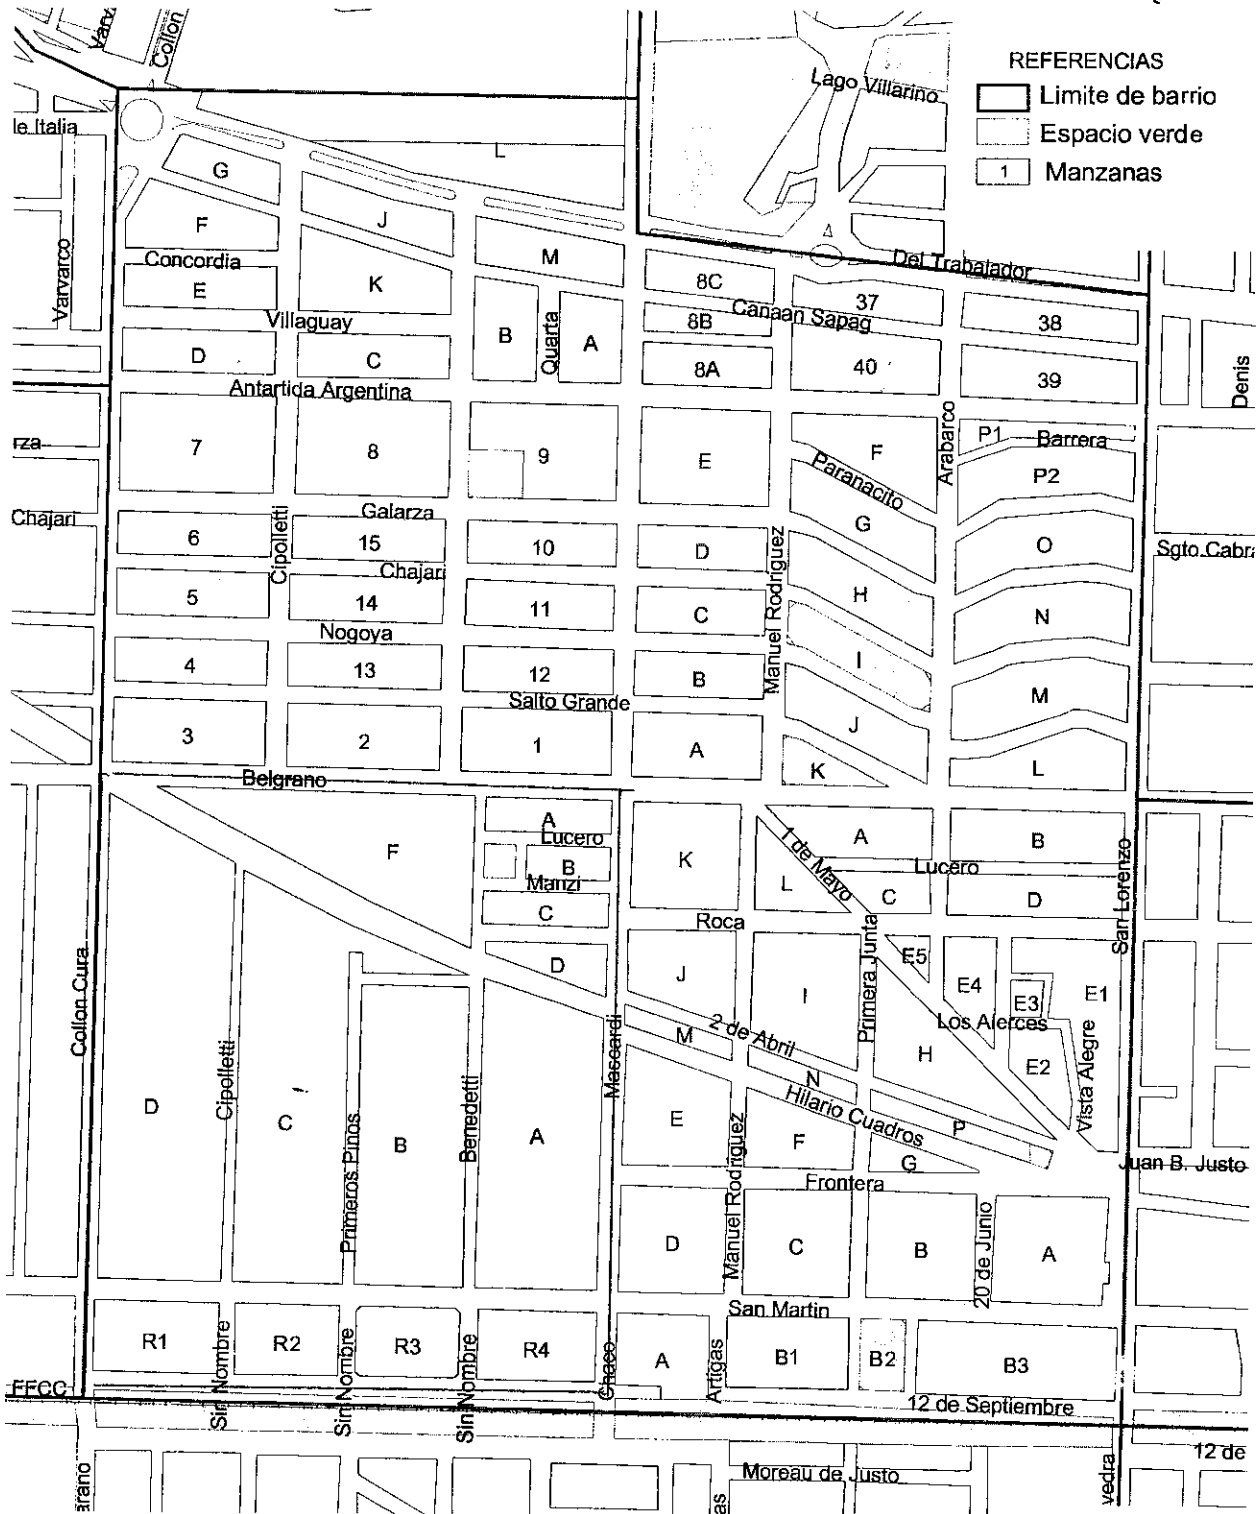 Varva
Collon
REFERENCIAS
Limite de barrio
Espacio verde
1 Manzanas
Lago Villarino
le Italia
L
G
F
J
Concordia
M
Del Trabajador
Varvarco
E
K
8C
37
Canaan Sapag
Villaguay
B
Quarta
A
8B
38
D
C
8A
40
39
Denis
Antartida Argentina
Arabarco
rza
7
8
9
E
F
P1
Barrera
Paranacito
P2
Chajari
Cipolletti
Galarza
G
6
15
10
D
Manuel Rodriguez
O
Sgto Cabra
Chajari
5
14
11
C
H
N
Nogoya
4
13
12
B
I
M
Salto Grande
3
2
1
A
J
K
L
Belgrano
A
Lucero
F
B
Manzi
C
K
L
1 de Mayo
A
B
Lucero
C
D
San Lorenzo
Roca
D
J
I
Primera Junta
E5
E4
E3
E1
Los Alerces
Collon Cura
Mascardi
M
2 de Abril
H
E2
Vista Alegre
N
Hilario Cuadros
P
D
Cipolletti
C
Primeros Pinos
B
Benedetti
A
E
Manuel Rodriguez
F
G
Juan B. Justo
Frontera
D
C
B
20 de Junio
A
San Martin
R1
Sin Nombre
R2
Sin Nombre
R3
Sin Nombre
R4
Chaco
A
Artigas
B1
B2
B3
FFCC
12 de Septiembre
12 de
Moreau de Justo
arano
as
vedra